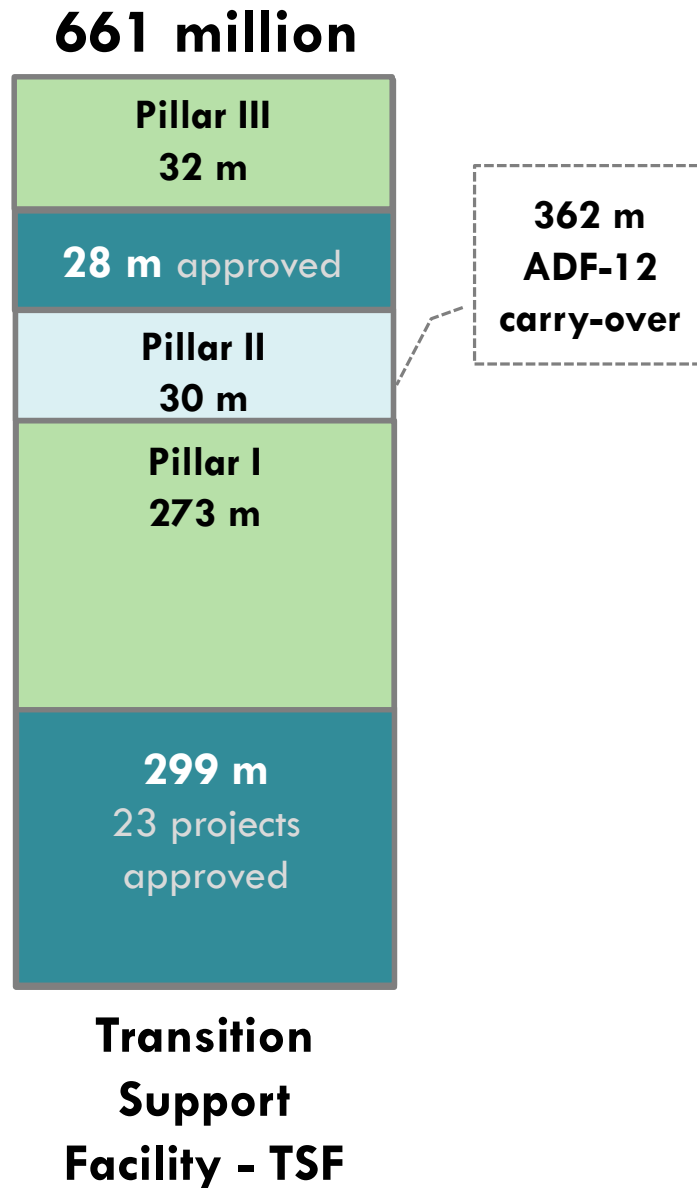 661 million
Pillar III
32 m
28 m approved
Pillar II
30 m
362 m
ADF-12
carry-over
Pillar I
273 m
299 m
23 projects
approved
Transition
Support
Facility - TSF